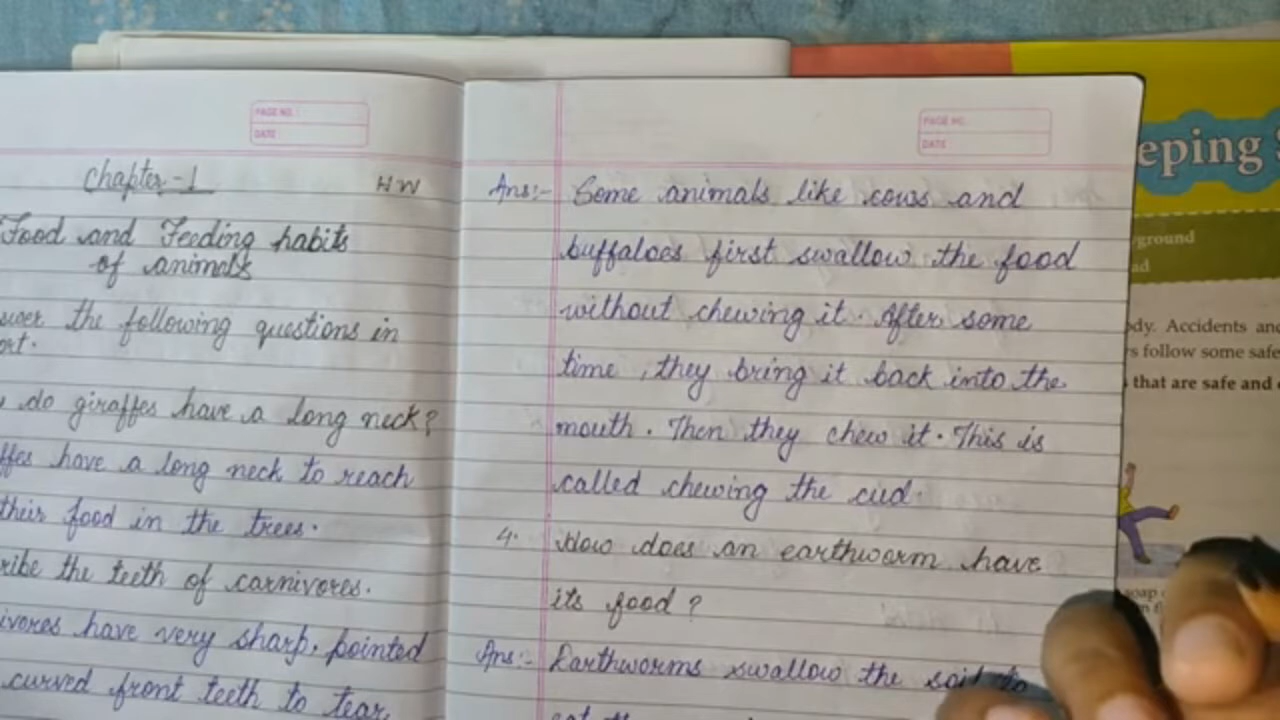 PAGE NO.
DATE
Chapter-1
HW
Food and Feeding habits
of animals
the following questions in
do giraffes have a long neck?
have a long neck to reach
their food in the trees.
the teeth of carnivores.
have very sharp, pointed
curved front teeth to tear
PAGE NO.
DATE
Ans:- Some animals like cows and
buffaloes first swallow the food
without chewing it. After some
time, they bring it back into the
mouth. Then they chew it. This is
called chewing the cud.
4. How does an earthworm have
its food?
Ans:- Earthworms swallow the soil to
eping
ground
ad
dy. Accidents and
s follow some safe
that are safe and
soap